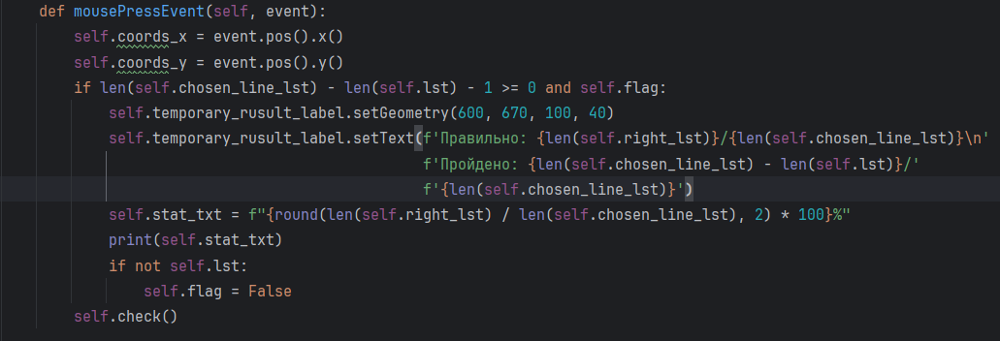 def mousePressEvent(self, event):
    self.coords_x = event.pos().x()
    self.coords_y = event.pos().y()
    if len(self.chosen_line_lst) - len(self.lst) - 1 >= 0 and self.flag:
        self.temporary_rusult_label.setGeometry(600, 670, 100, 40)
        self.temporary_rusult_label.setText(f'Правильно: {len(self.right_lst)}/{len(self.chosen_line_lst)}\n'
                                            f'Пройдено: {len(self.chosen_line_lst) - len(self.lst)}/'
                                            f'{len(self.chosen_line_lst)}')
        self.stat_txt = f"{round(len(self.right_lst) / len(self.chosen_line_lst), 2) * 100}%"
        print(self.stat_txt)
        if not self.lst:
            self.flag = False
    self.check()